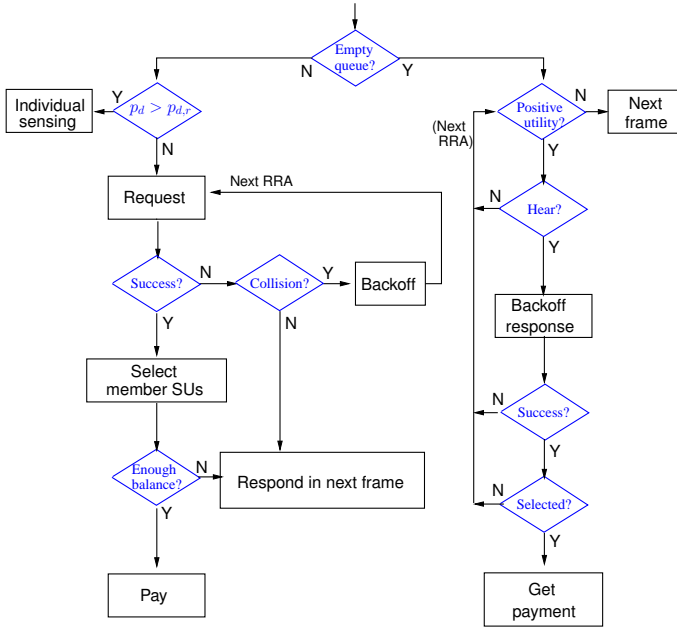 Empty
queue?
N
Y
Y
p_d > p_{d,r}
Individual
sensing
N
Positive
utility?
N
Next
frame
(Next
RRA)
Y
Request
Next RRA
N
Hear?
Y
Success?
N
Collision?
Y
Backoff
Backoff
response
Y
N
Select
member SUs
N
Success?
Y
Enough
balance?
N
Respond in next frame
N
Selected?
Y
Y
Pay
Get
payment